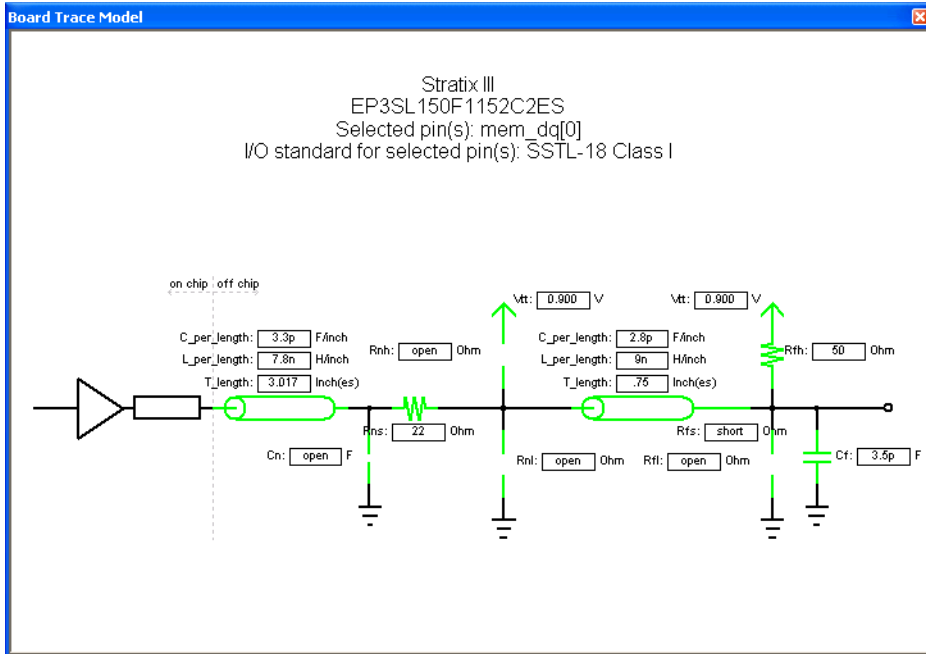 Board Trace Model
Stratix III
EP3SL150F1152C2ES
Selected pin(s): mem_dq[0]
I/O standard for selected pin(s): SSTL-18 Class I
on chip off chip
Vtt: 0.900 V
Vtt: 0.900 V
C_per_length: 3.3p F/inch
L_per_length: 7.8n H/inch
T_length: 3.017 Inch(es)
Rnh: open Ohm
C_per_length: 2.8p F/inch
L_per_length: 9n H/inch
T_length: .75 Inch(es)
Rfh: 50 Ohm
Rns: 22 Ohm
Rfs: short Ohm
Cn: open F
Rnl: open Ohm
Rfl: open Ohm
Cf: 3.5p F